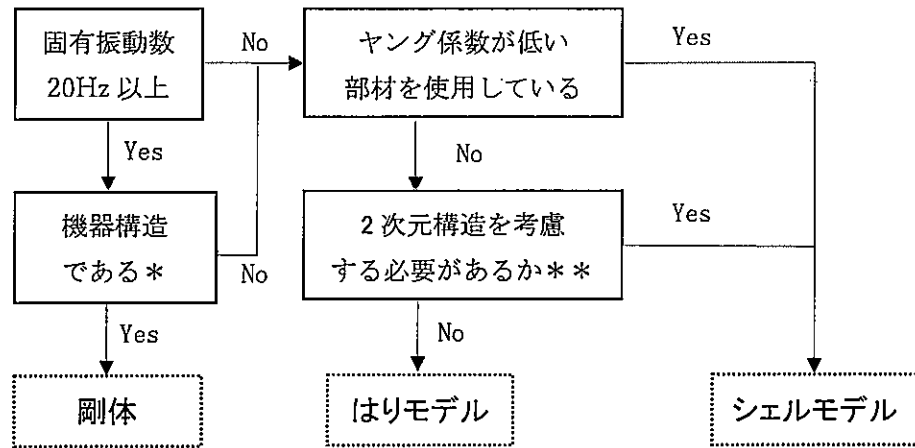 固有振動数
20Hz 以上
No
ヤング係数が低い
部材を使用している
Yes
Yes
No
機器構造
である＊
No
2 次元構造を考慮
する必要があるか＊＊
Yes
Yes
No
剛体
はりモデル
シェルモデル